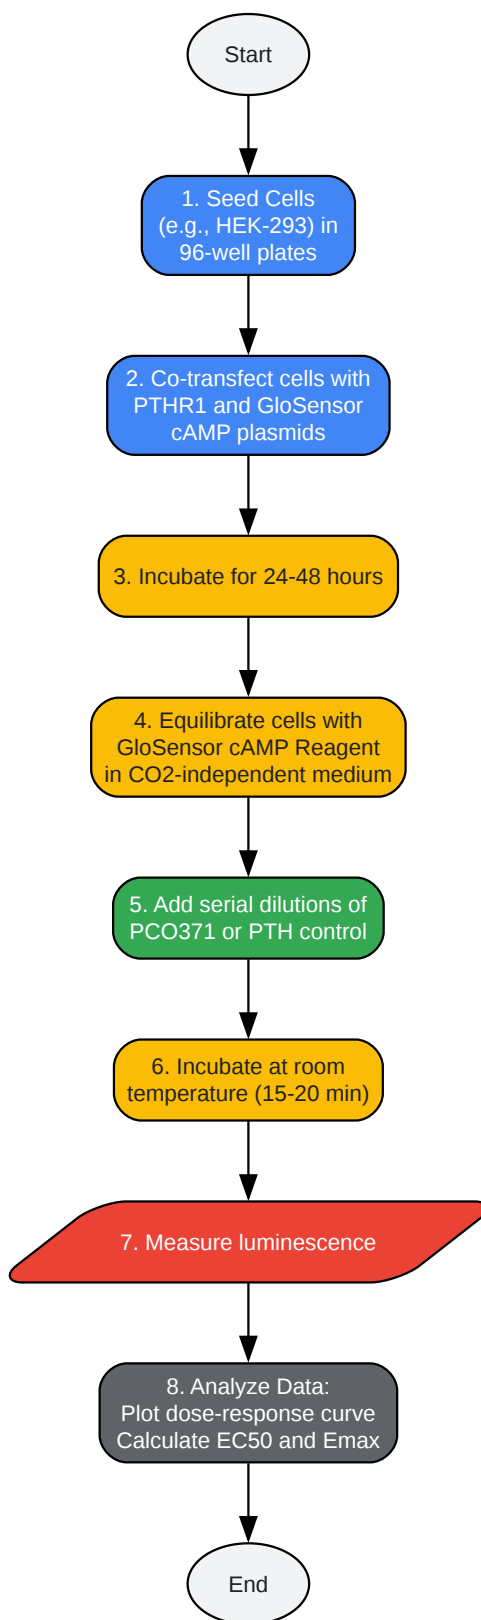 Start
1. Seed Cells
(e.g., HEK-293) in
96-well plates
2. Co-transfect cells with
PTHR1 and GloSensor
cAMP plasmids
3. Incubate for 24-48 hours
4. Equilibrate cells with
GloSensor cAMP Reagent
in CO2-independent medium
5. Add serial dilutions of
PCO371 or PTH control
6. Incubate at room
temperature (15-20 min)
7. Measure luminescence
8. Analyze Data:
Plot dose-response curve
Calculate EC50 and Emax
End